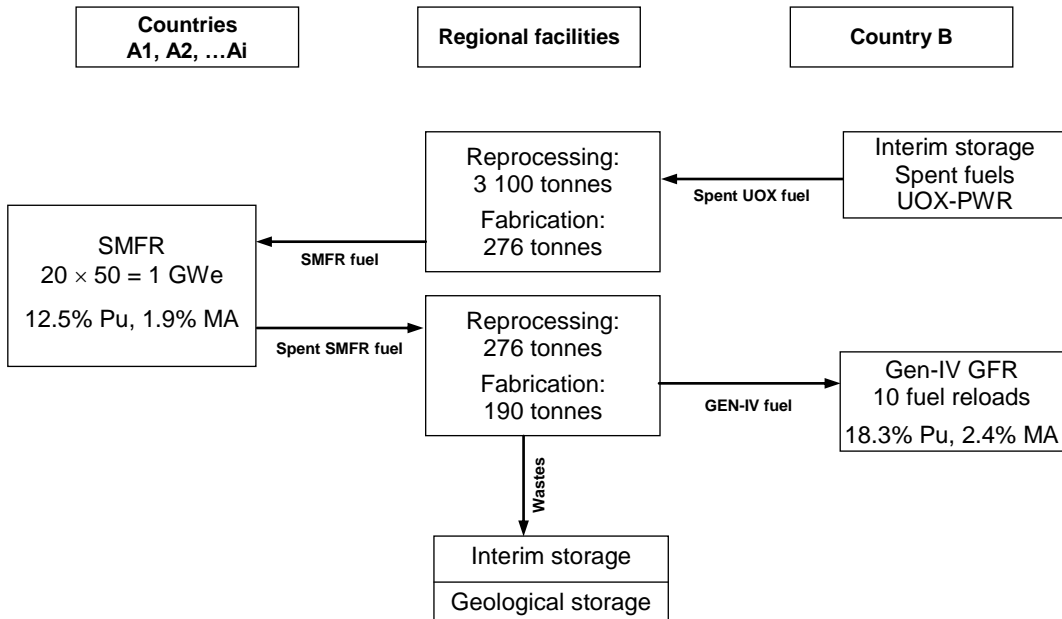 Countries
A1, A2, …Ai
Regional facilities
Country B
Reprocessing:
3 100 tonnes
Fabrication:
276 tonnes
Spent UOX fuel
Interim storage
Spent fuels
UOX-PWR
SMFR
20 × 50 = 1 GWe
12.5% Pu, 1.9% MA
SMFR fuel
Spent SMFR fuel
Reprocessing:
276 tonnes
Fabrication:
190 tonnes
GEN-IV fuel
Gen-IV GFR
10 fuel reloads
18.3% Pu, 2.4% MA
Wastes
Interim storage
Geological storage